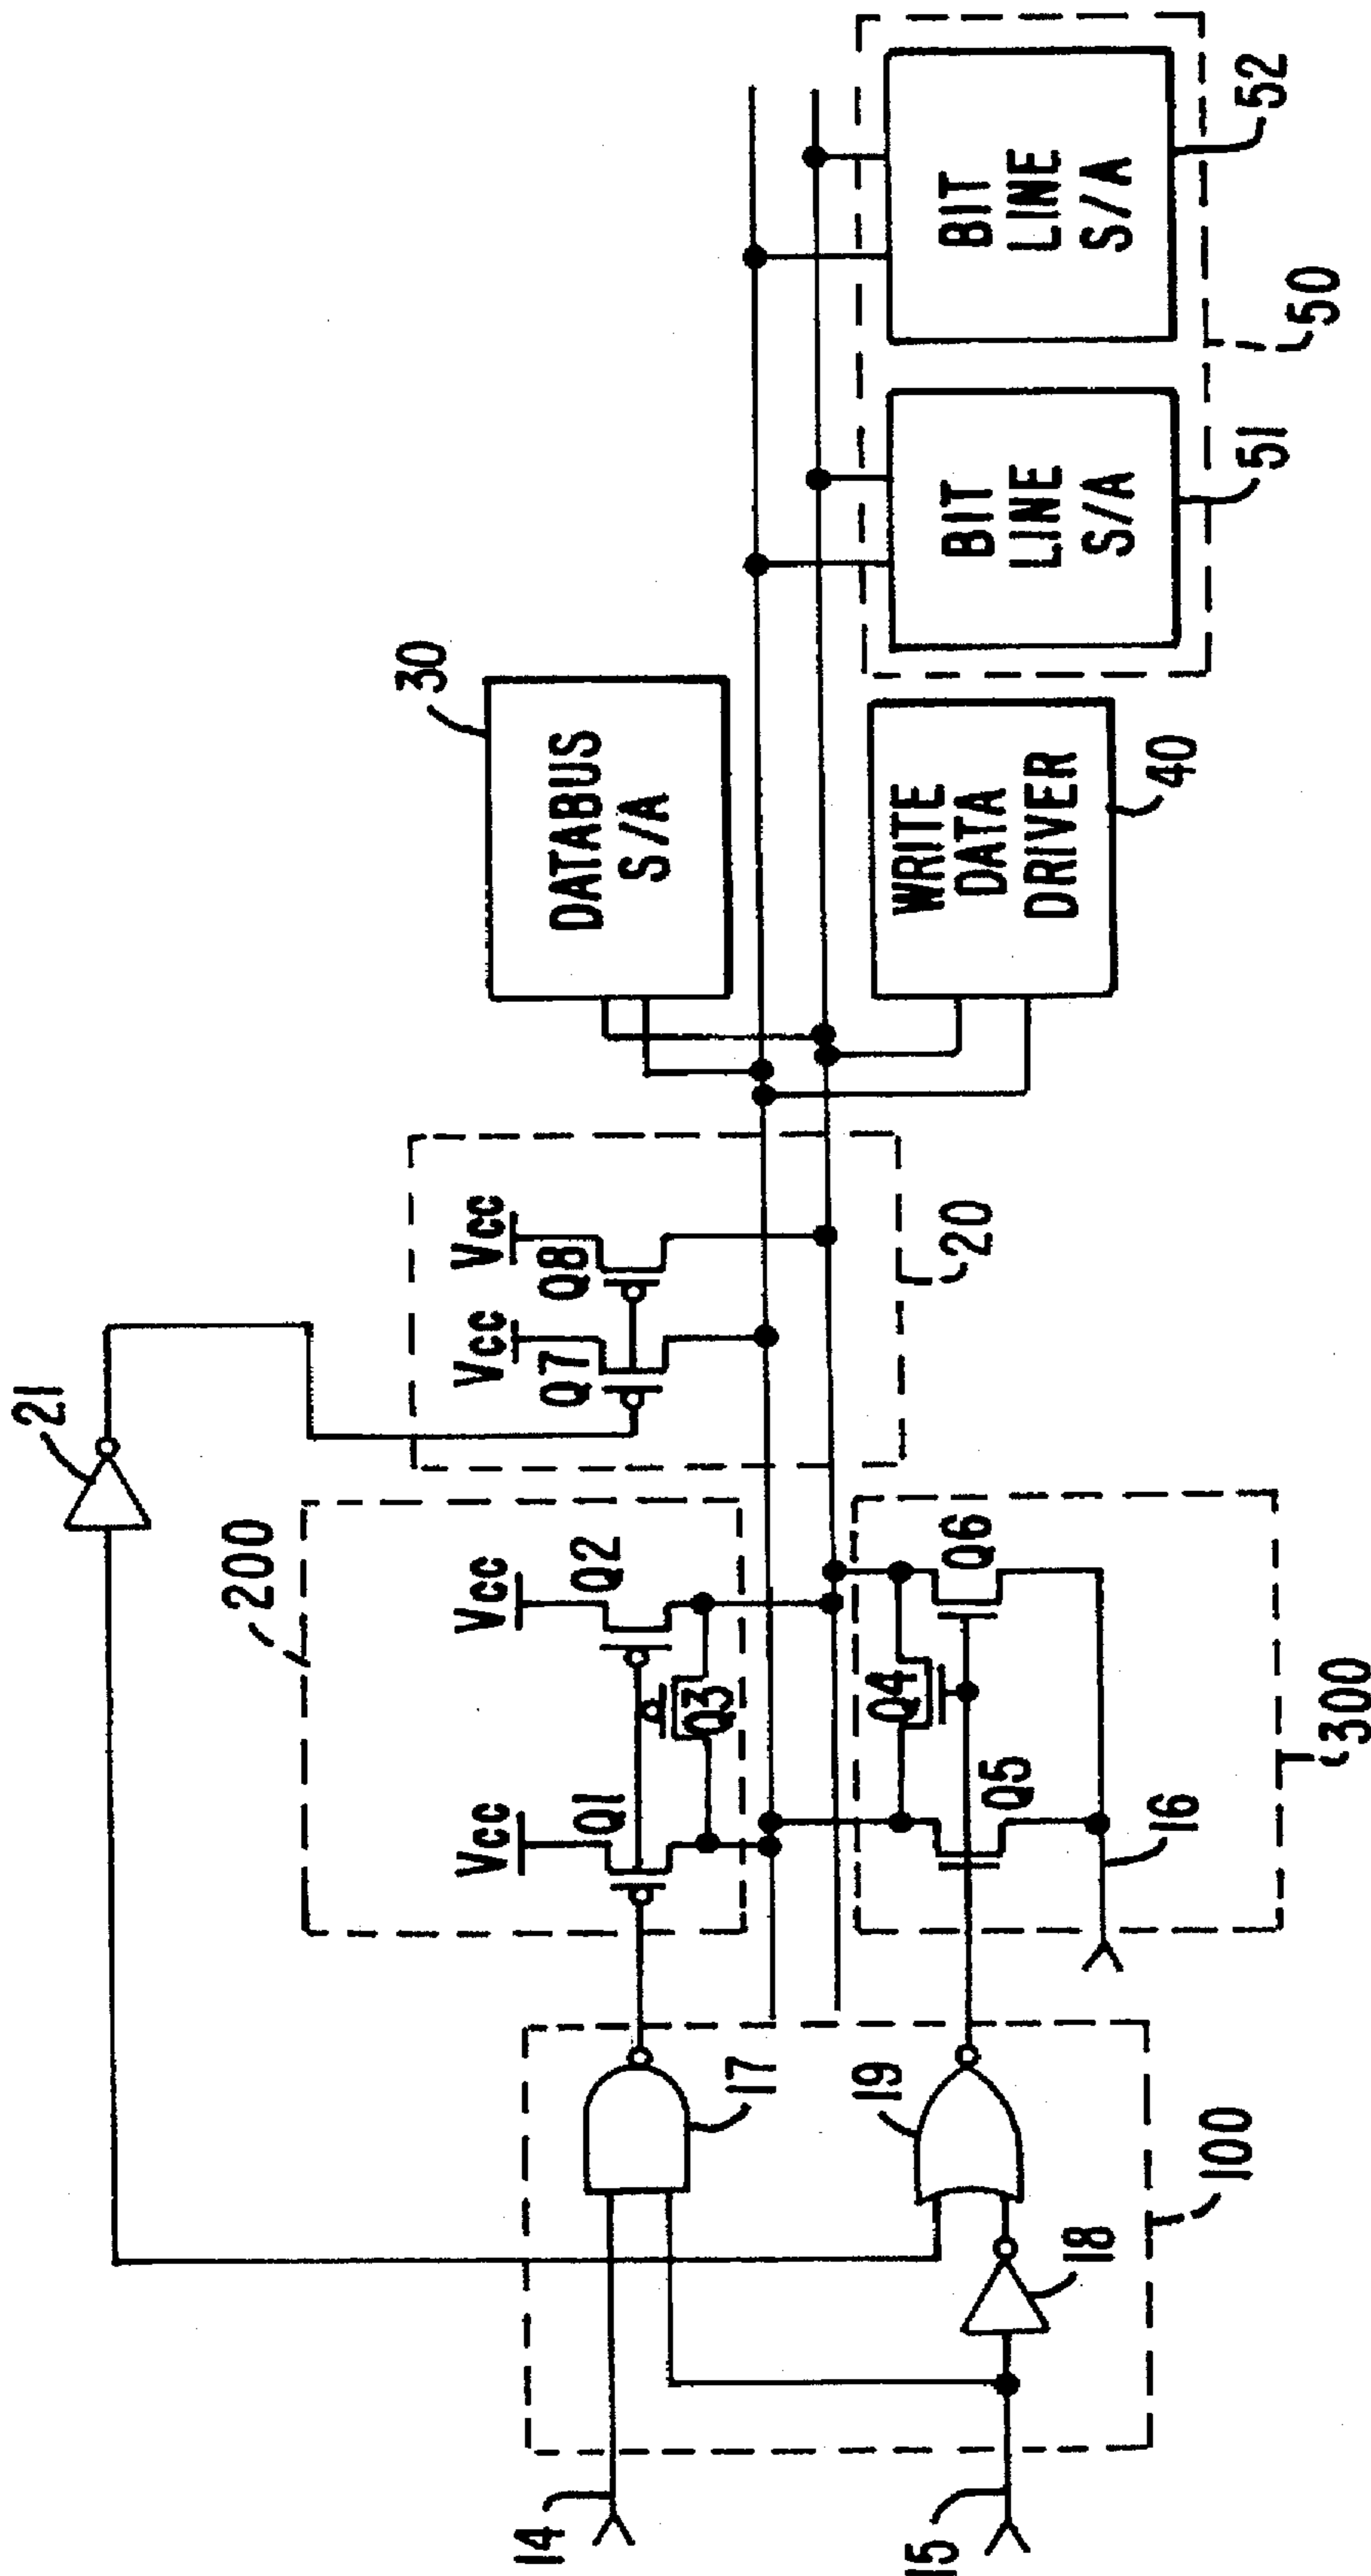 21
200
Vcc
Vcc
Q1
Q2
Q3
Vcc
Vcc
Q7
Q8
20
30
DATABUS
S/A
WRITE
DATA
DRIVER
40
BIT
LINE
S/A
51
BIT
LINE
S/A
52
50
14
15
17
18
19
100
Q4
Q5
Q6
16
300